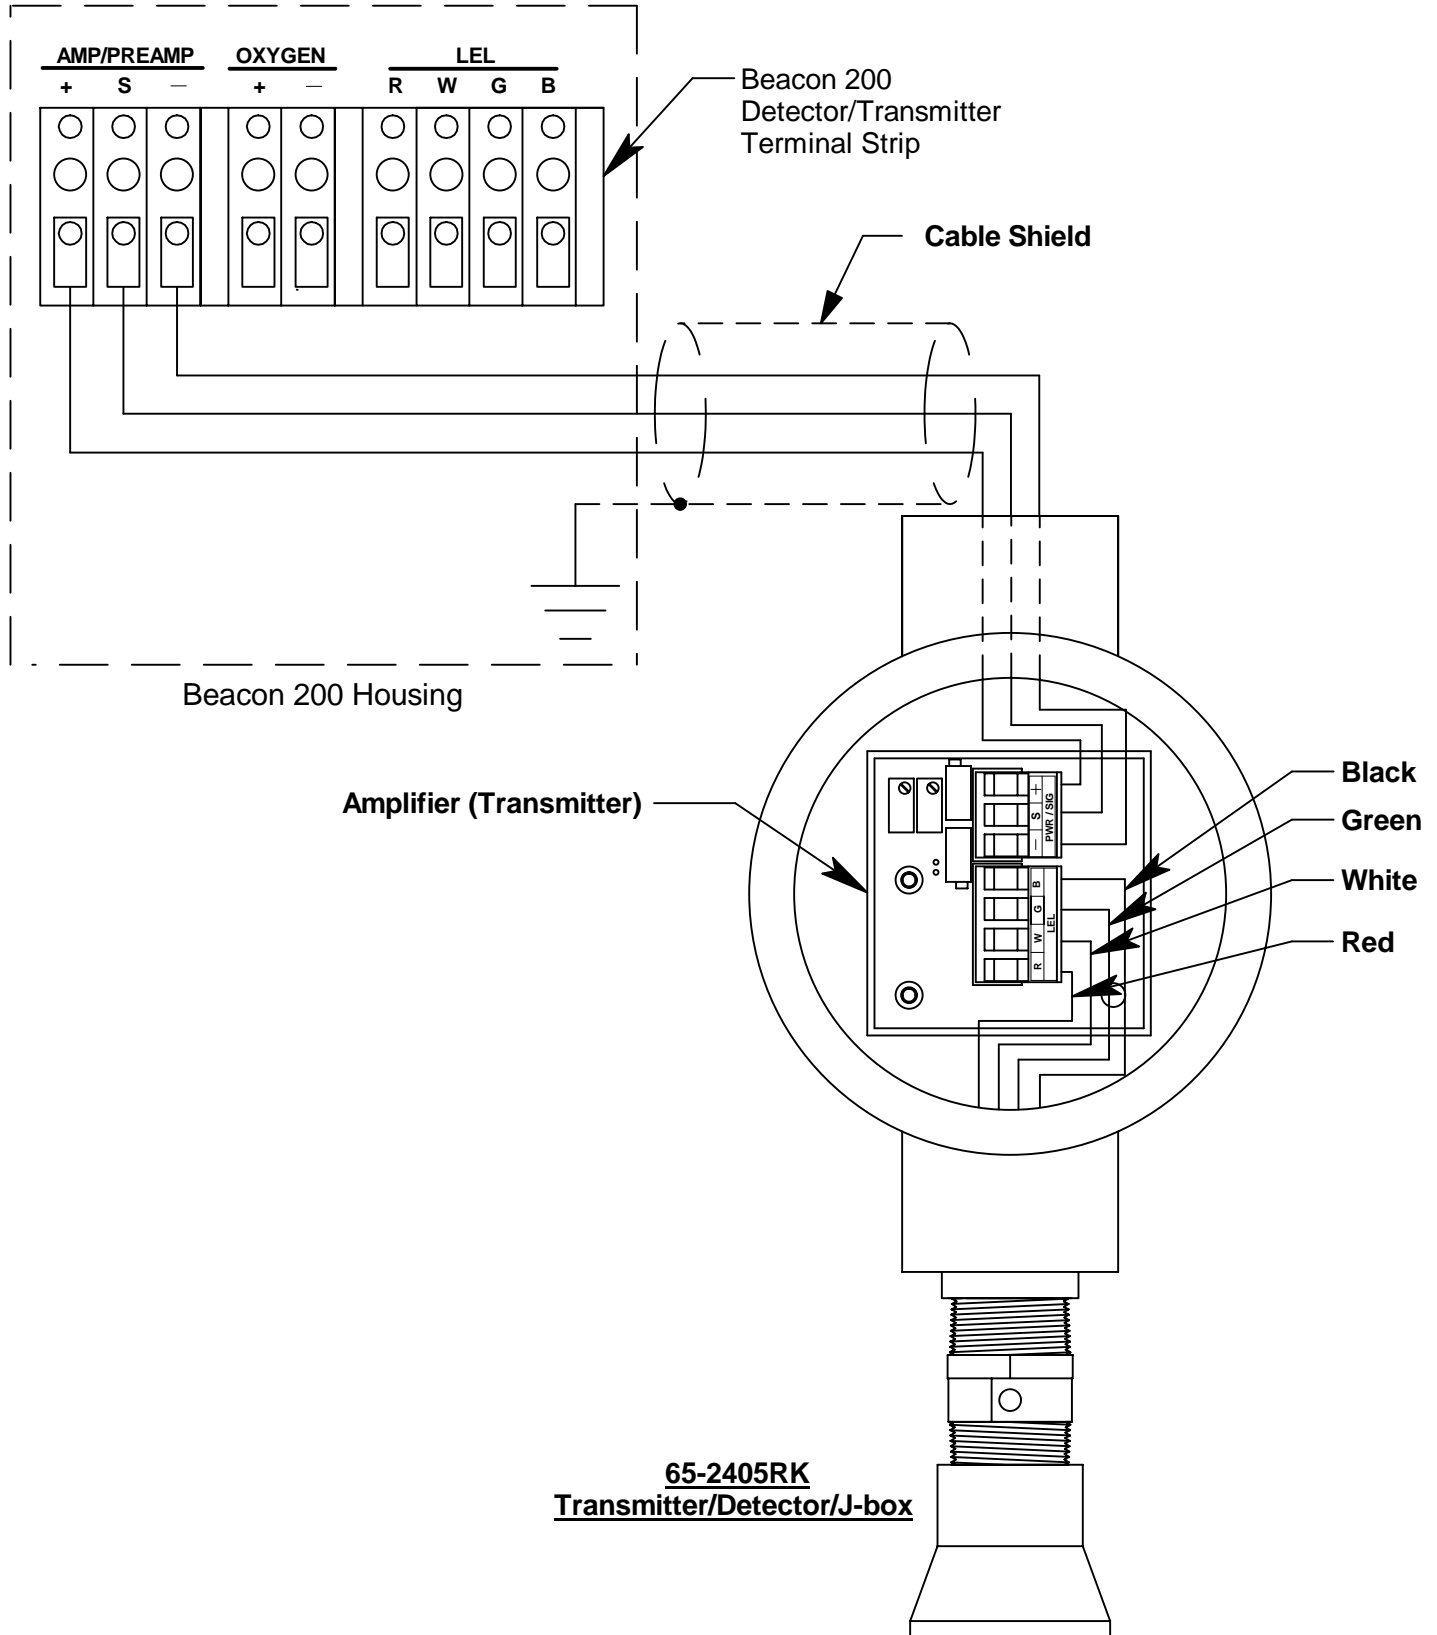 AMP/PREAMP OXYGEN LEL
+ S — + — R W G B
Beacon 200
Detector/Transmitter
Terminal Strip
Cable Shield
Beacon 200 Housing
Amplifier (Transmitter)
+ S —
PWR / SIG
B G W R
LEL
Black
Green
White
Red
65-2405RK
Transmitter/Detector/J-box